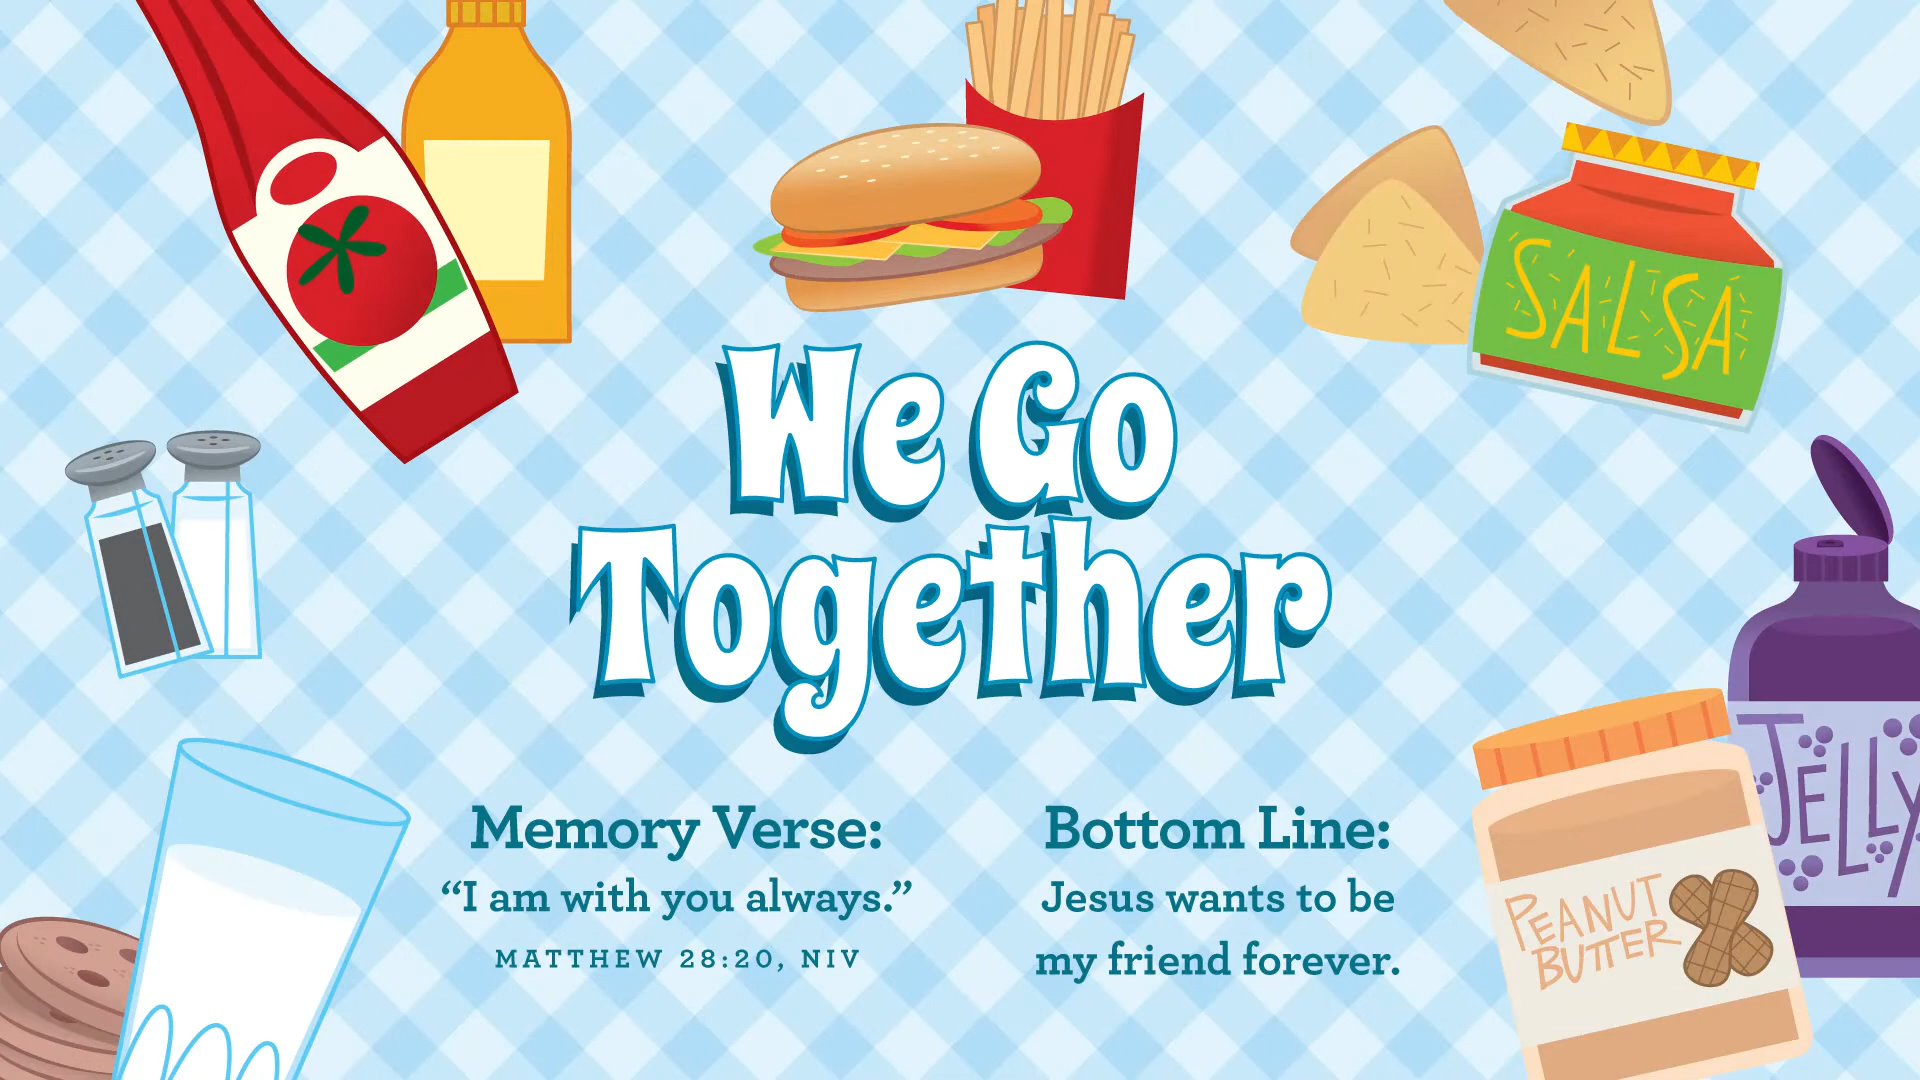 SALSA
We Go
Together
JELLY
PEANUT
BUTTER
Memory Verse:
“I am with you always.”
MATTHEW 28:20, NIV
Bottom Line:
Jesus wants to be
my friend forever.